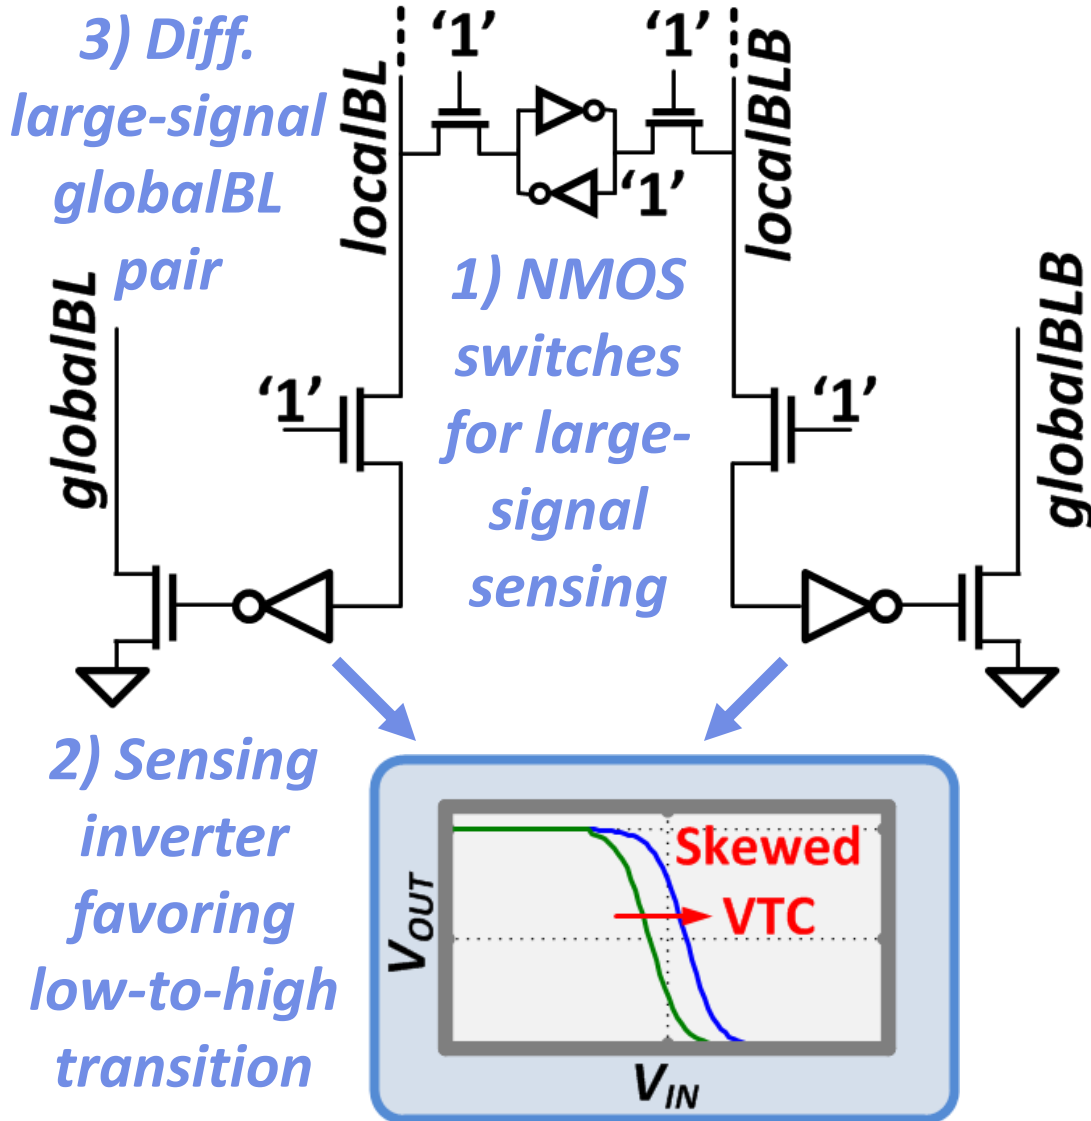 3) Diff.
large-signal
globalBL
pair
‘1’
‘1’
localBL
localBLB
‘1’
1) NMOS
switches
for large-
signal
sensing
globalBL
globalBLB
‘1’
‘1’
2) Sensing
inverter
favoring
low-to-high
transition
Skewed
VTC
VOUT
VIN